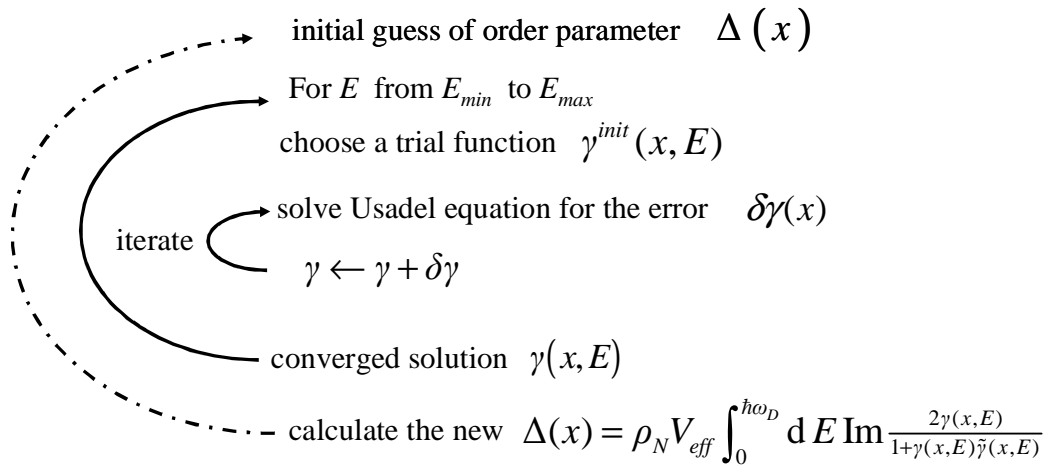 initial guess of order parameter Δ(x)
For E from E_min to E_max
choose a trial function γ^init(x, E)
solve Usadel equation for the error δγ(x)
iterate
γ ← γ + δγ
converged solution γ(x, E)
calculate the new Δ(x) = ρ_N V_eff ∫_0^{ħω_D} d E Im 2γ(x,E)/(1+γ(x,E)γ̃(x,E))